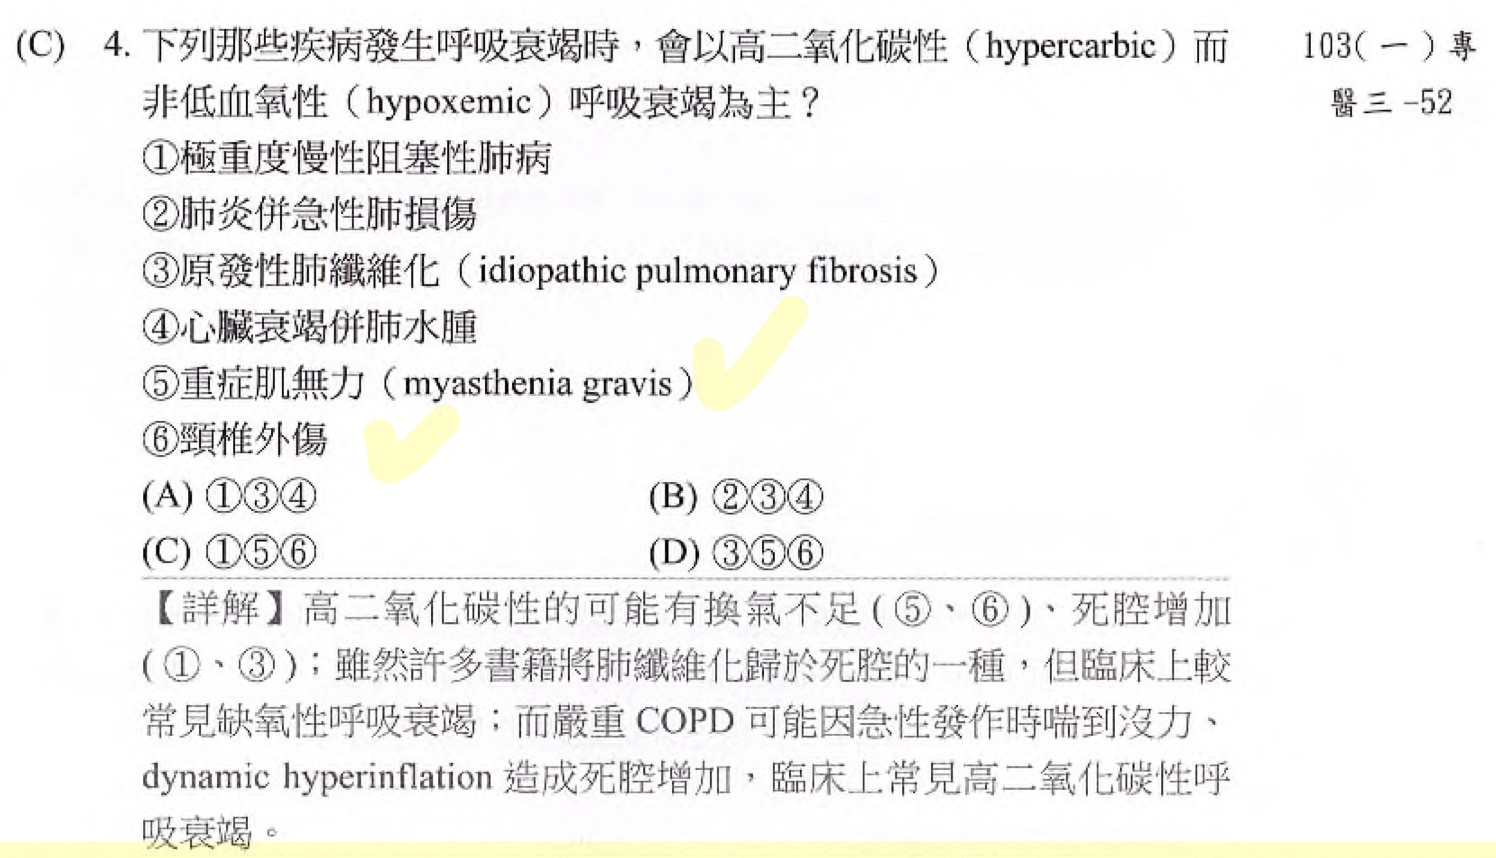 (C) 4. 下列那些疾病發生呼吸衰竭時，會以高二氧化碳性（hypercarbic）而 103(一)專
非低血氧性（hypoxemic）呼吸衰竭為主？ 醫三-52
①極重度慢性阻塞性肺病
②肺炎併急性肺損傷
③原發性肺纖維化（idiopathic pulmonary fibrosis）
④心臟衰竭併肺水腫
⑤重症肌無力（myasthenia gravis）
⑥頸椎外傷
(A) ①③④ (B) ②③④
(C) ①⑤⑥ (D) ③⑤⑥
【詳解】高二氧化碳性的可能有換氣不足(⑤、⑥)、死腔增加
(①、③)；雖然許多書籍將肺纖維化歸於死腔的一種，但臨床上較
常見缺氧性呼吸衰竭；而嚴重 COPD 可能因急性發作時喘到沒力、
dynamic hyperinflation 造成死腔增加，臨床上常見高二氧化碳性呼
吸衰竭。